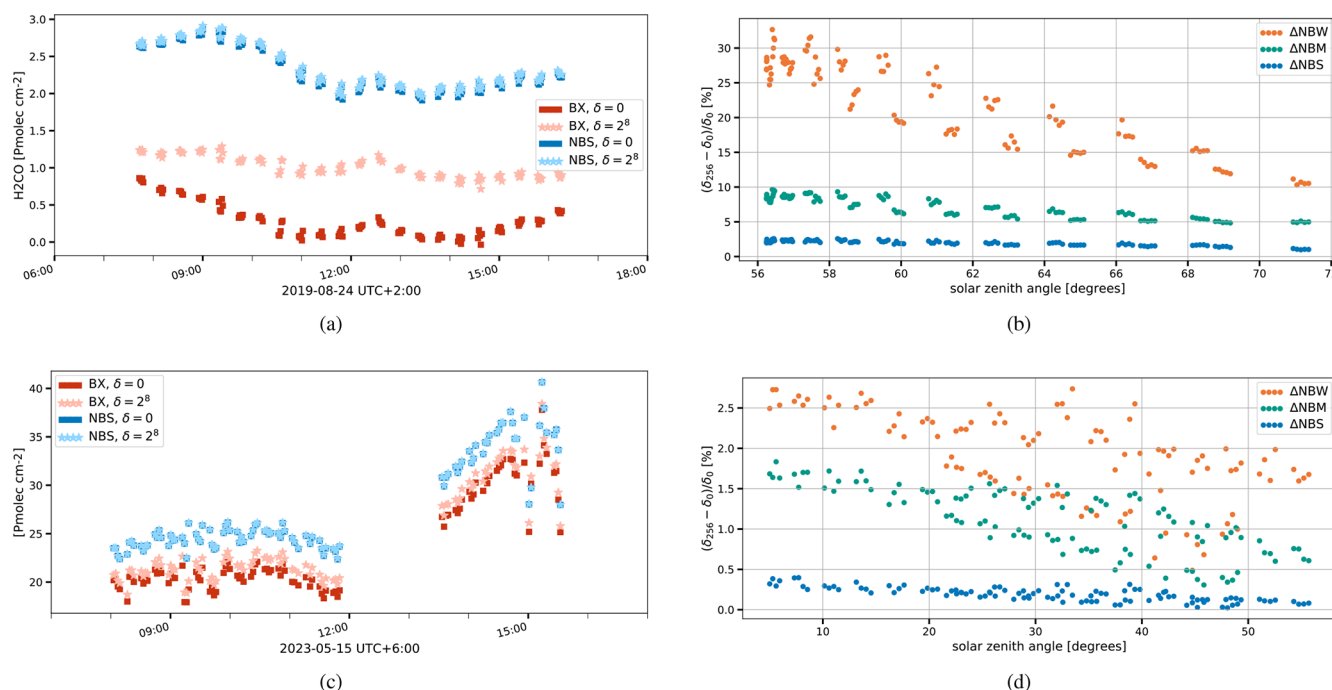 H2CO [Pmolec cm-2]
3.0
2.5
2.0
1.5
1.0
0.5
0.0
BX, δ = 0
BX, δ = 2⁸
NBS, δ = 0
NBS, δ = 2⁸
06:00 09:00 12:00 15:00 18:00
2019-08-24 UTC+2:00
(a)
(δ₂₅₆ − δ₀)/δ₀ [%]
30
25
20
15
10
5
0
ΔNBW
ΔNBM
ΔNBS
56 58 60 62 64 66 68 70 7
solar zenith angle [degrees]
(b)
[Pmolec cm-2]
40
35
30
25
20
BX, δ = 0
BX, δ = 2⁸
NBS, δ = 0
NBS, δ = 2⁸
09:00 12:00 15:00
2023-05-15 UTC+6:00
(c)
(δ₂₅₆ − δ₀)/δ₀ [%]
2.5
2.0
1.5
1.0
0.5
0.0
ΔNBW
ΔNBM
ΔNBS
10 20 30 40 50
solar zenith angle [degrees]
(d)